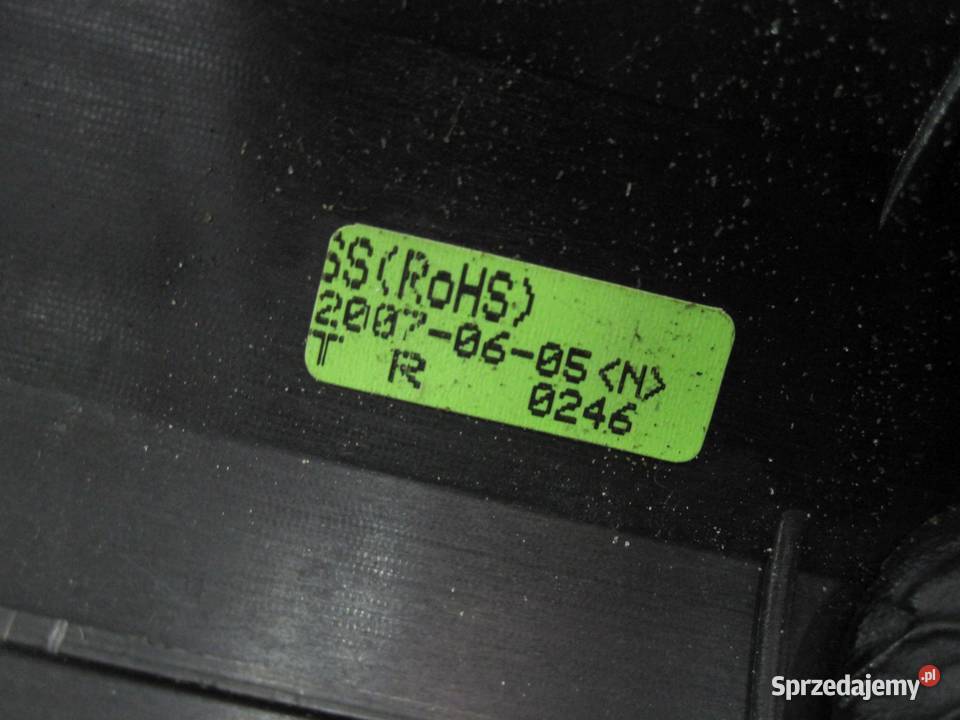 SS(RoHS)
2007-06-05<N>
T R 0246
Sprzedajemy.pl